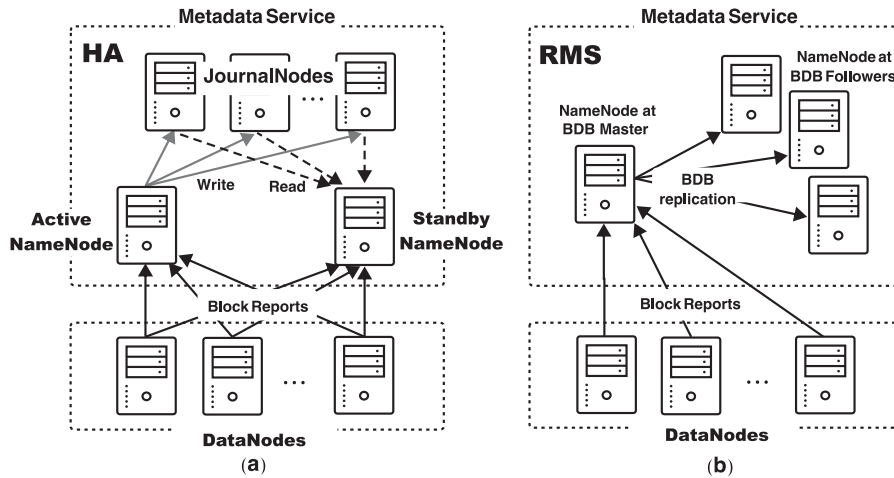 Metadata Service
HA
JournalNodes
...
Write
Read
Active
NameNode
Standby
NameNode
Block Reports
...
DataNodes
(a)
Metadata Service
RMS
NameNode at
BDB Followers
NameNode at
BDB Master
BDB
replication
Block Reports
...
DataNodes
(b)